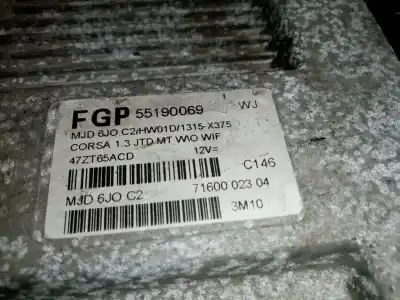 FGP 55190069 WJ
MJD 6JO.C2/HW01D/1315-X375
CORSA 1.3 JTD MT W\O WIF
47ZT65ACD 12V=
C146
MJD 6JO.C2 71600 023 04
3M10